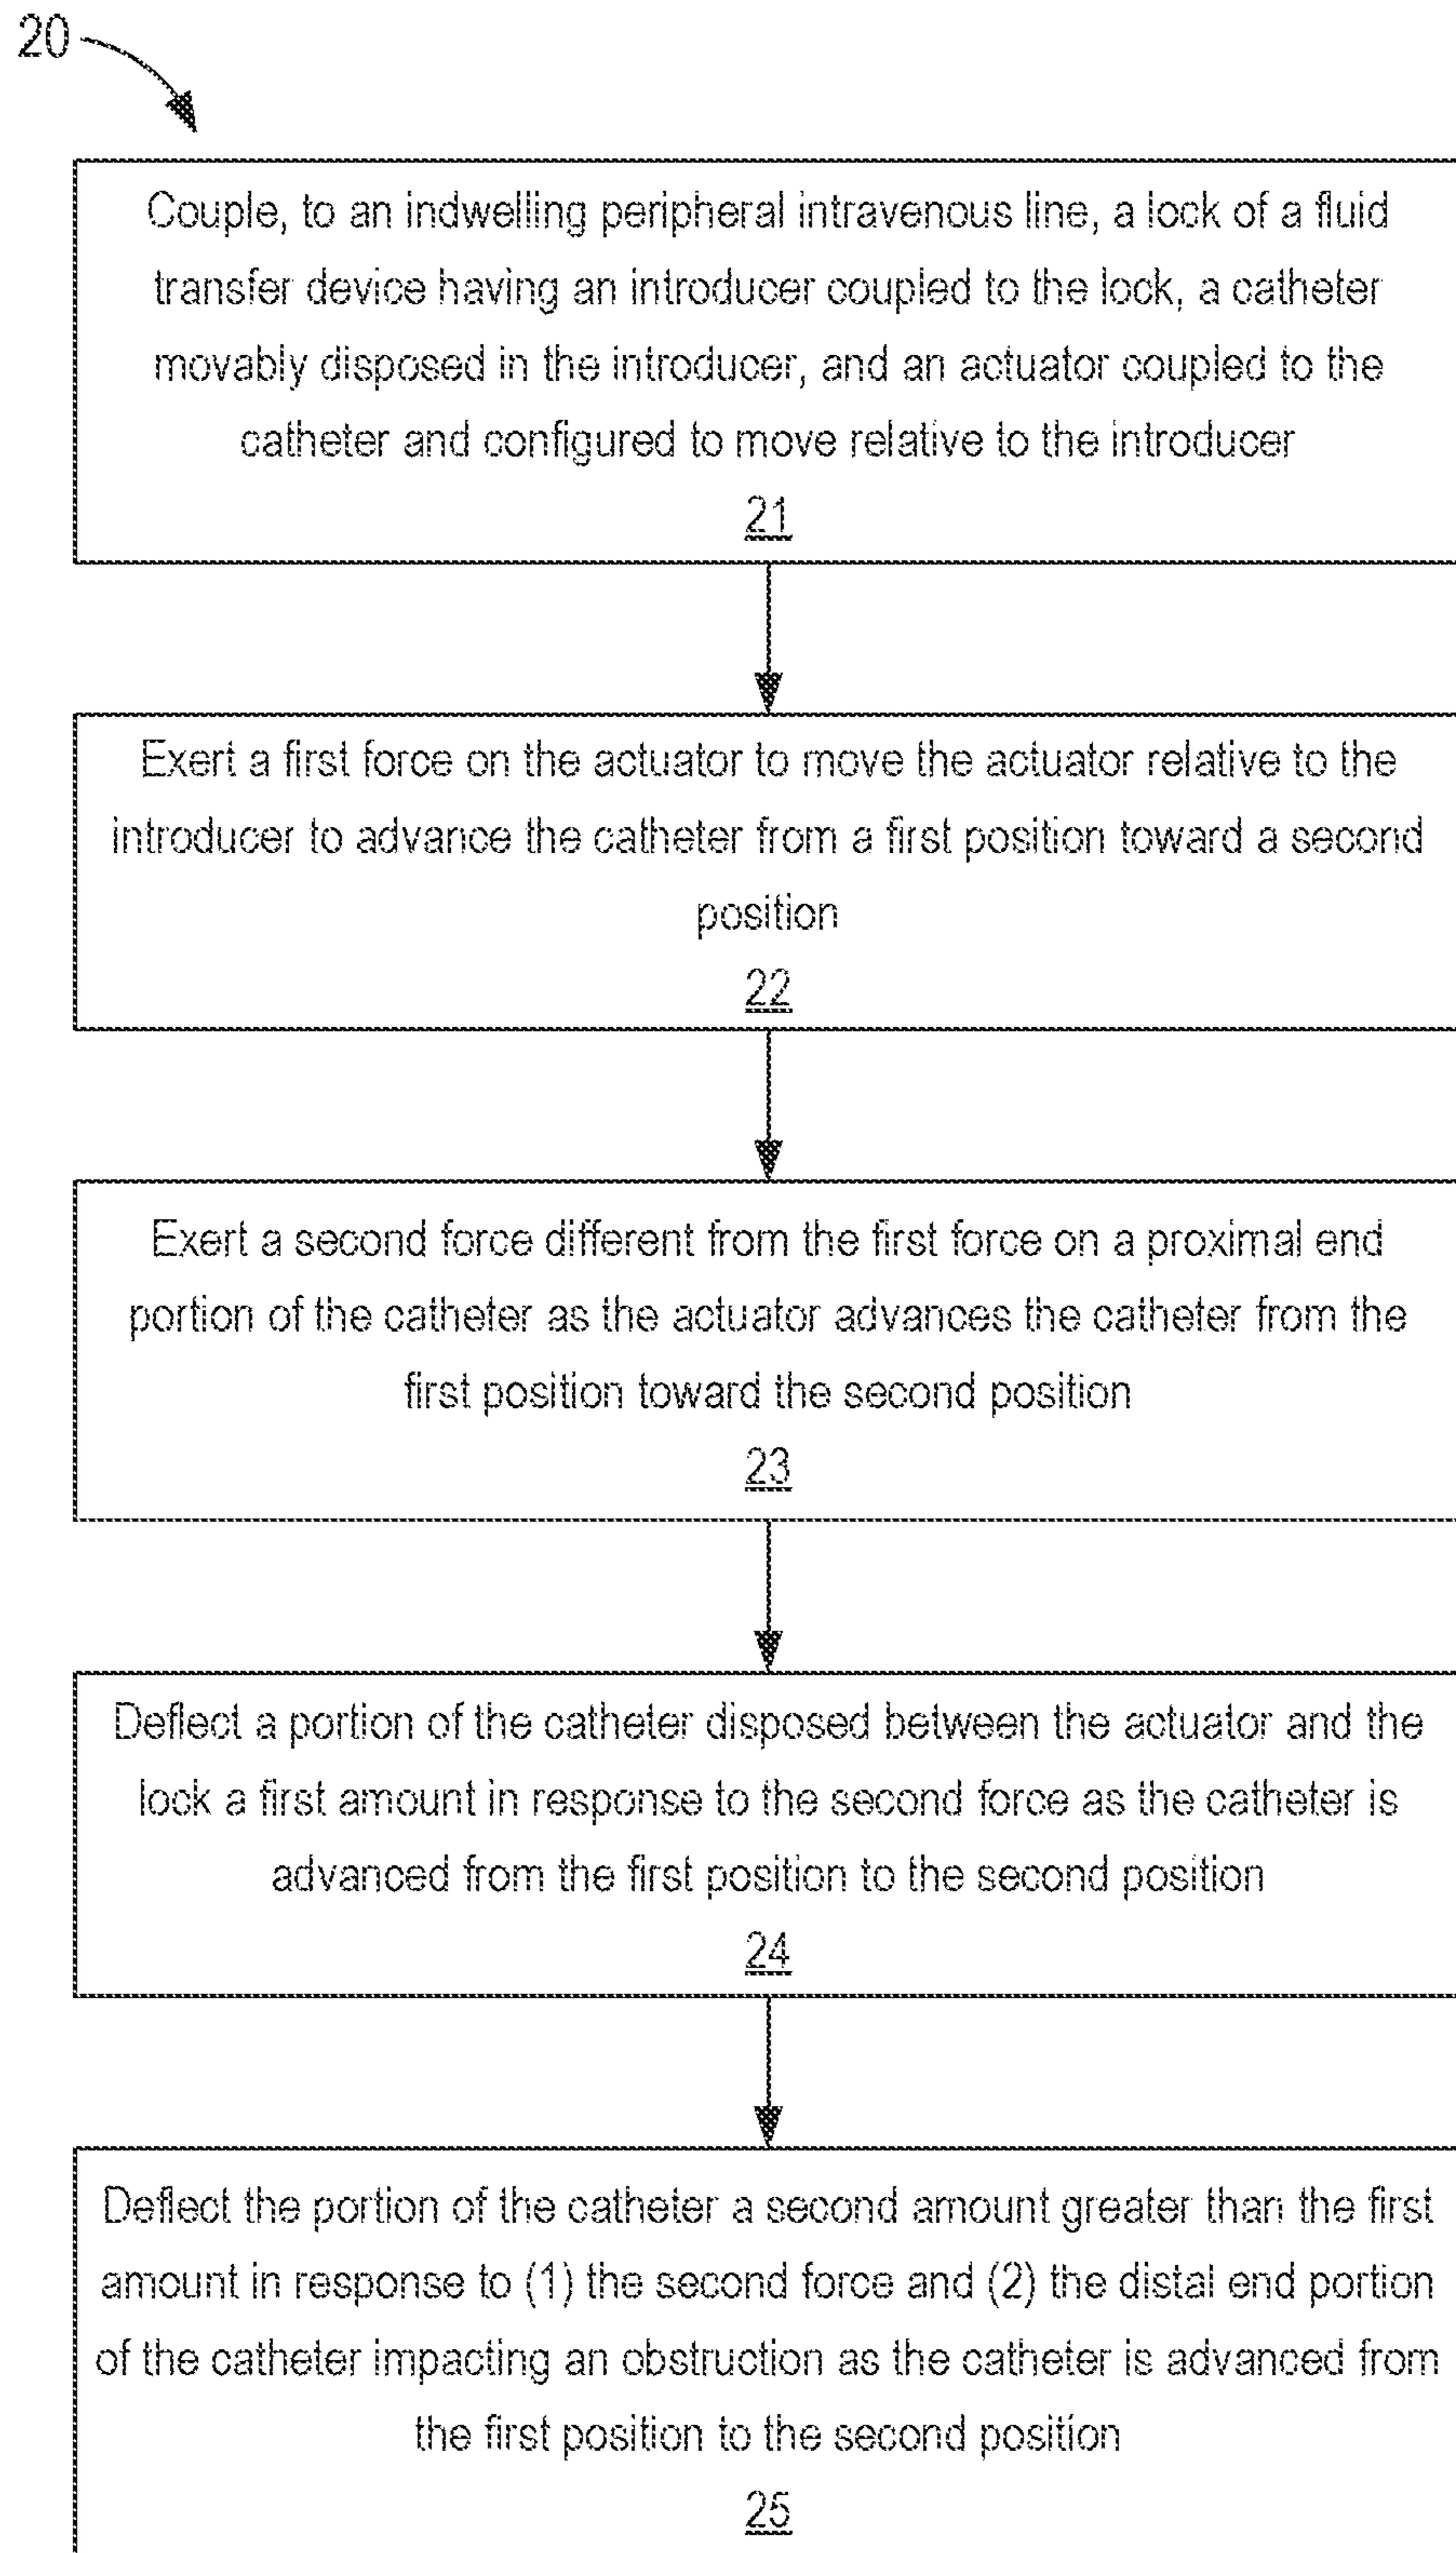 20
Couple, to an indwelling peripheral intravenous line, a lock of a fluid
transfer device having an introducer coupled to the lock, a catheter
movably disposed in the introducer, and an actuator coupled to the
catheter and configured to move relative to the introducer
21
Exert a first force on the actuator to move the actuator relative to the
introducer to advance the catheter from a first position toward a second
position
22
Exert a second force different from the first force on a proximal end
portion of the catheter as the actuator advances the catheter from the
first position toward the second position
23
Deflect a portion of the catheter disposed between the actuator and the
lock a first amount in response to the second force as the catheter is
advanced from the first position to the second position
24
Deflect the portion of the catheter a second amount greater than the first
amount in response to (1) the second force and (2) the distal end portion
of the catheter impacting an obstruction as the catheter is advanced from
the first position to the second position
25